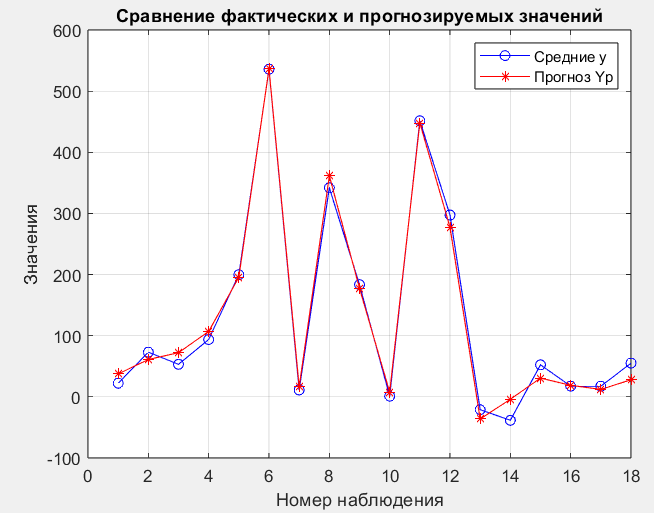 Сравнение фактических и прогнозируемых значений
600
500
400
300
200
100
0
-100
Значения
Средние y
Прогноз Yp
0 2 4 6 8 10 12 14 16 18
Номер наблюдения